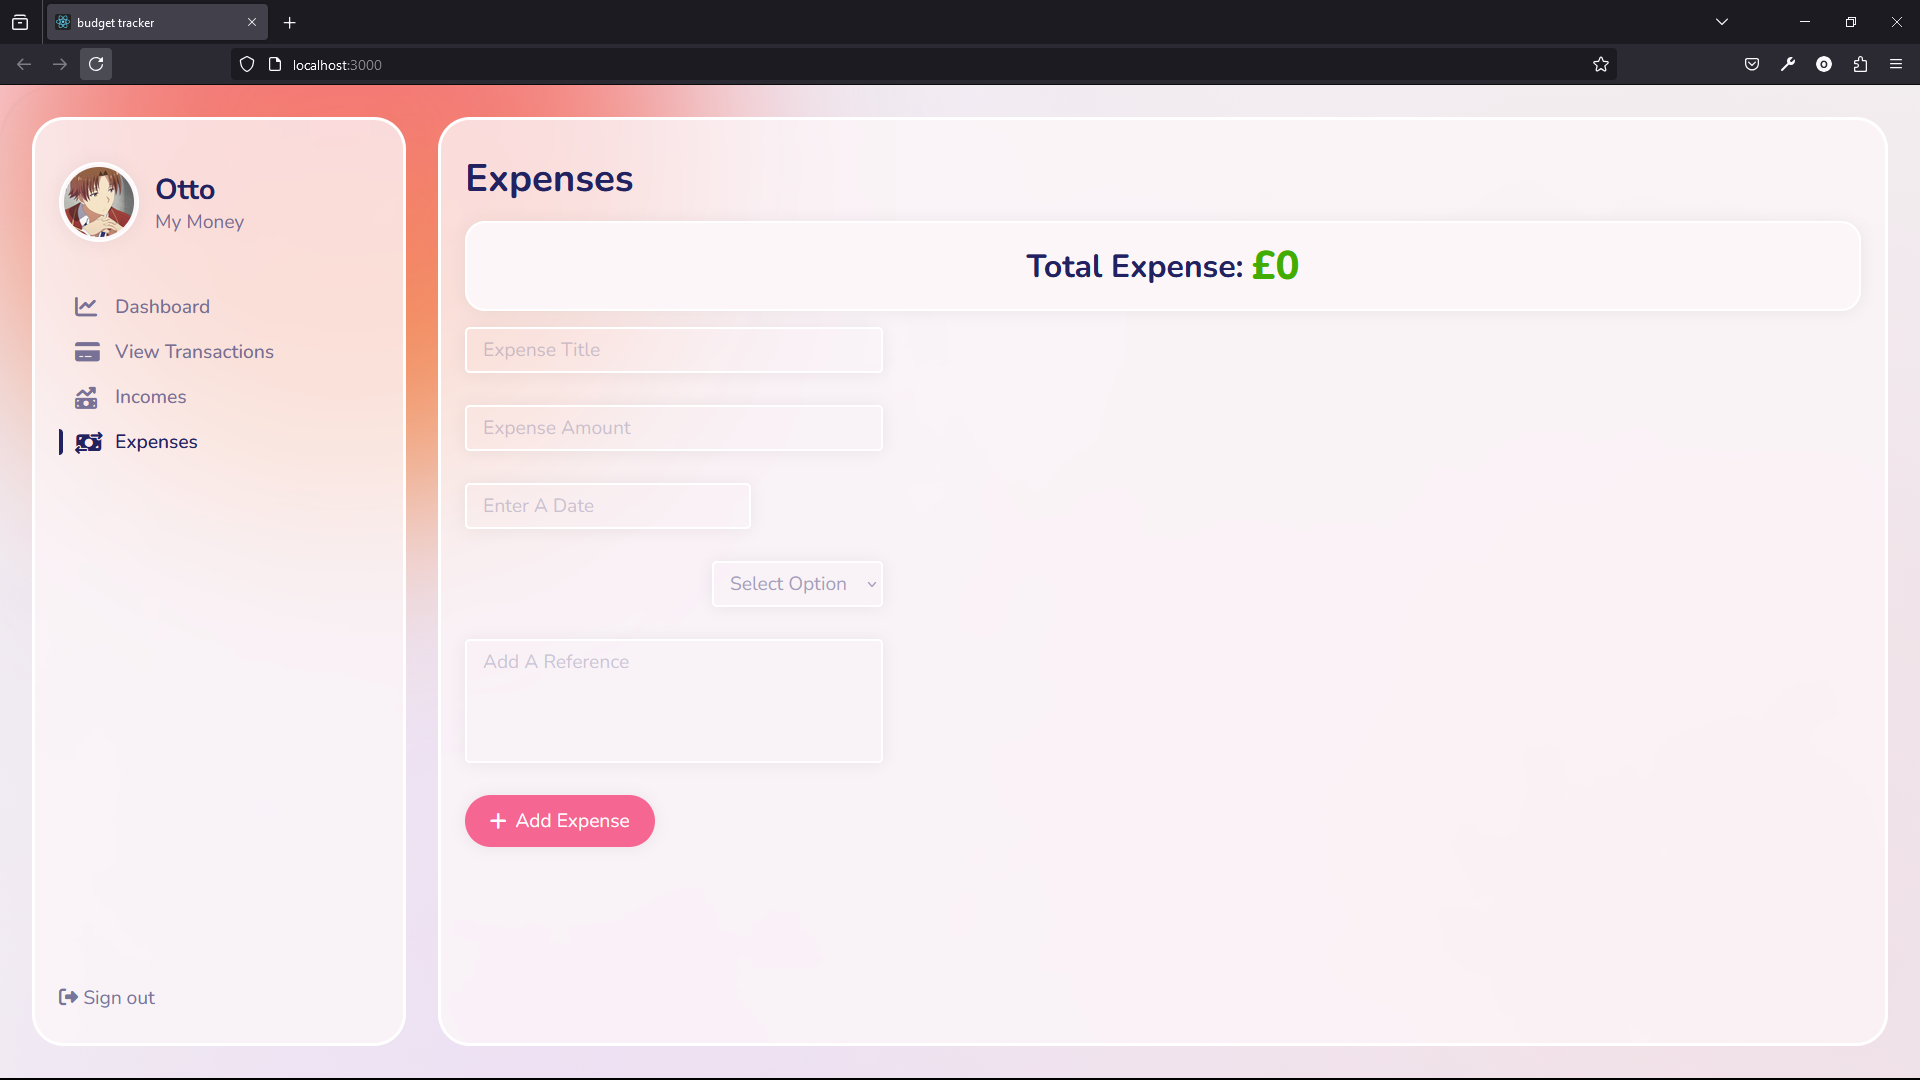 budget tracker
localhost:3000
Otto
My Money
Dashboard
View Transactions
Incomes
Expenses
Sign out
Expenses
Total Expense: £0
Expense Title
Expense Amount
Enter A Date
Select Option
Add A Reference
Add Expense